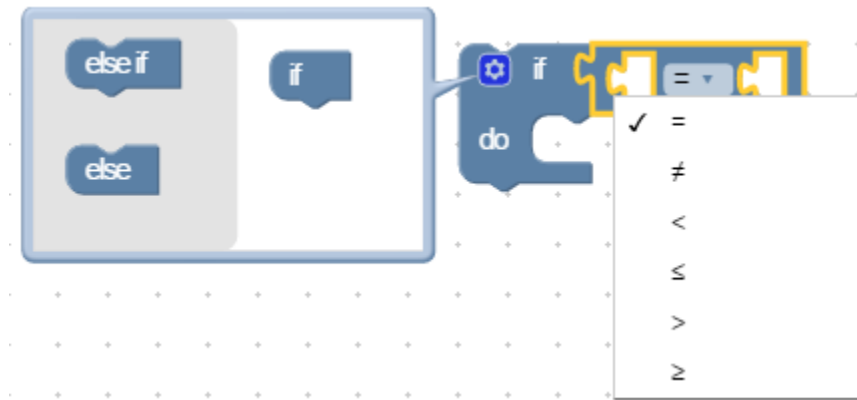 else if
if
else
if
= ▾
do
✓ =
≠
<
≤
>
≥